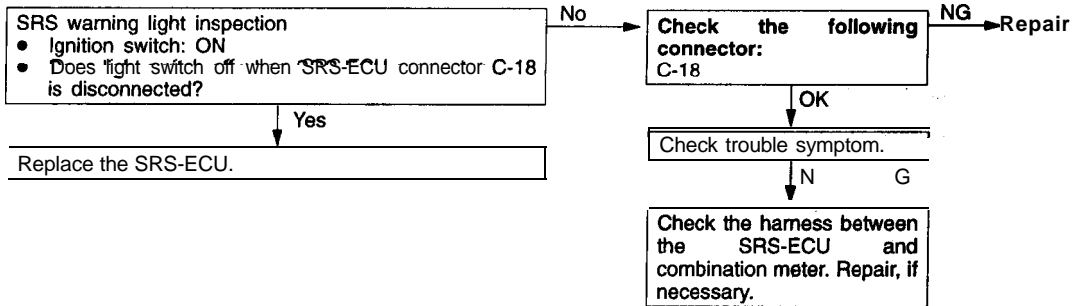 SRS warning light inspection
• Ignition switch: ON
• Does light switch off when SRS-ECU connector C-18
is disconnected?
No
Check the following
connector:
C-18
NG
Repair
Yes
Replace the SRS-ECU.
OK
Check trouble symptom.
N G
Check the harness between
the SRS-ECU and
combination meter. Repair, if
necessary.